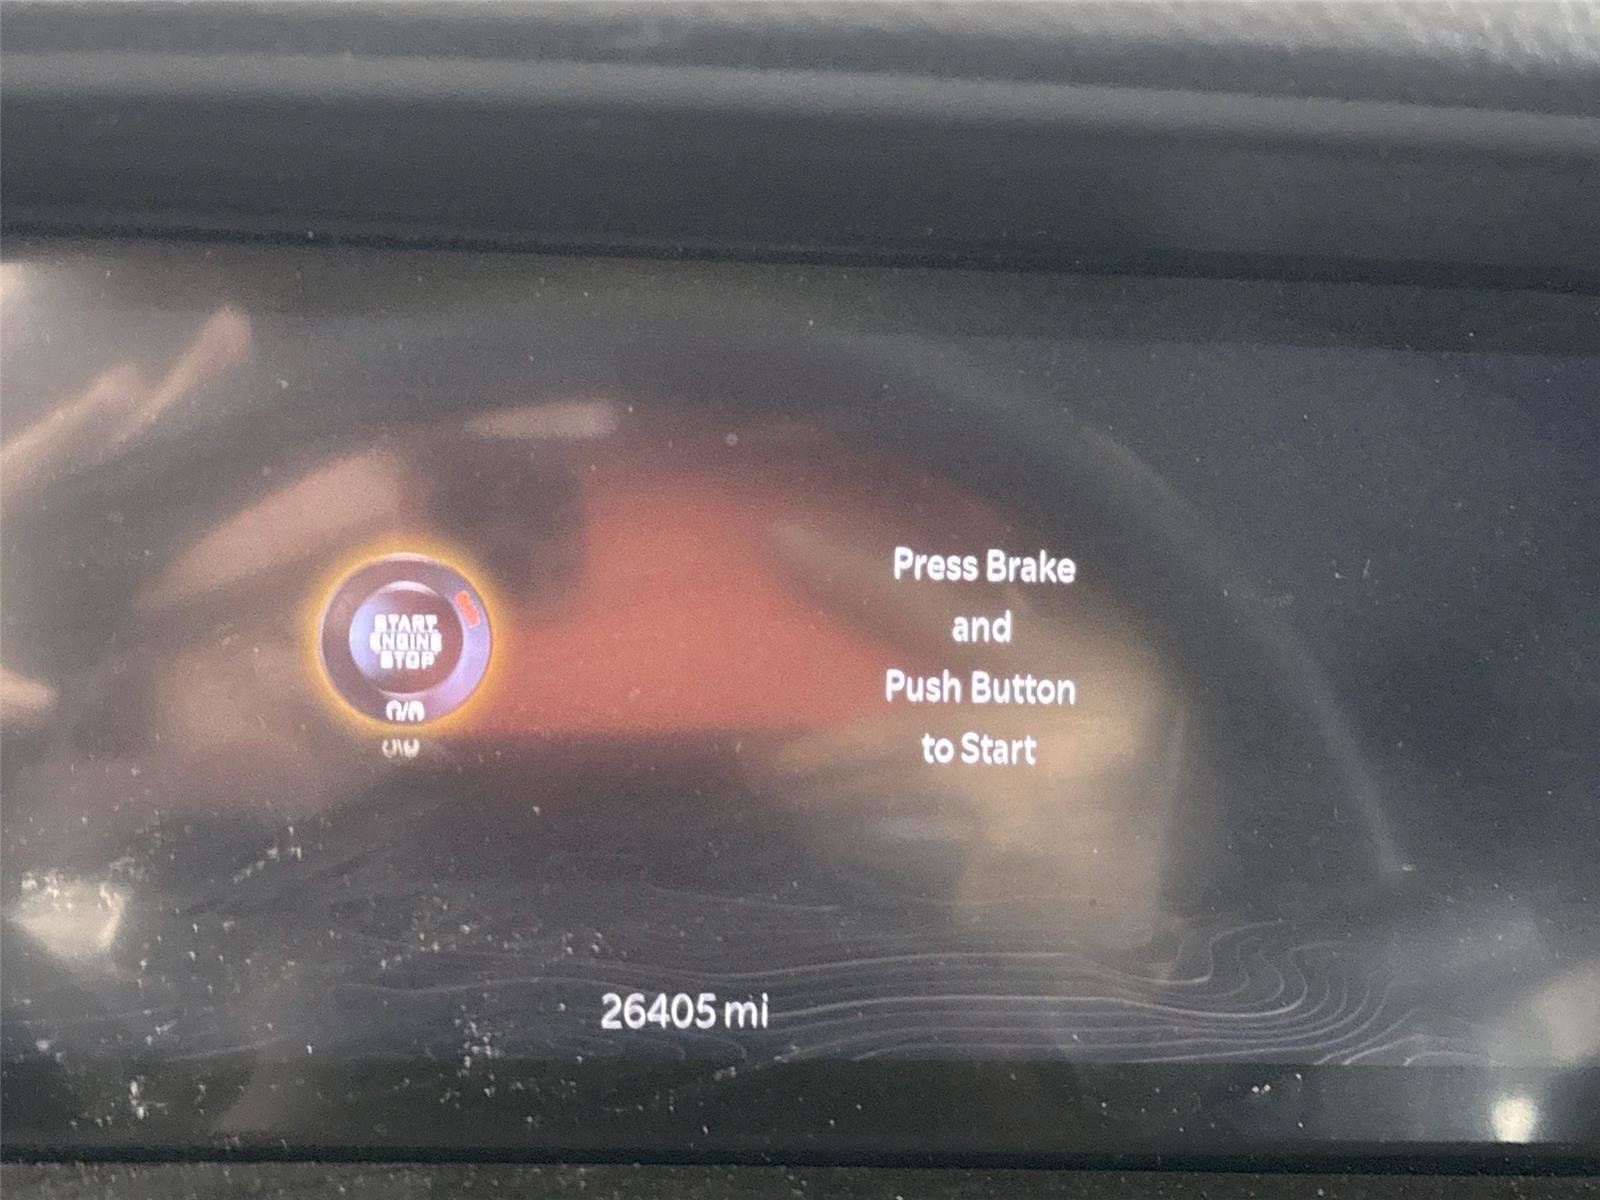 START
ENGINE
STOP
Press Brake
and
Push Button
to Start
26405 mi